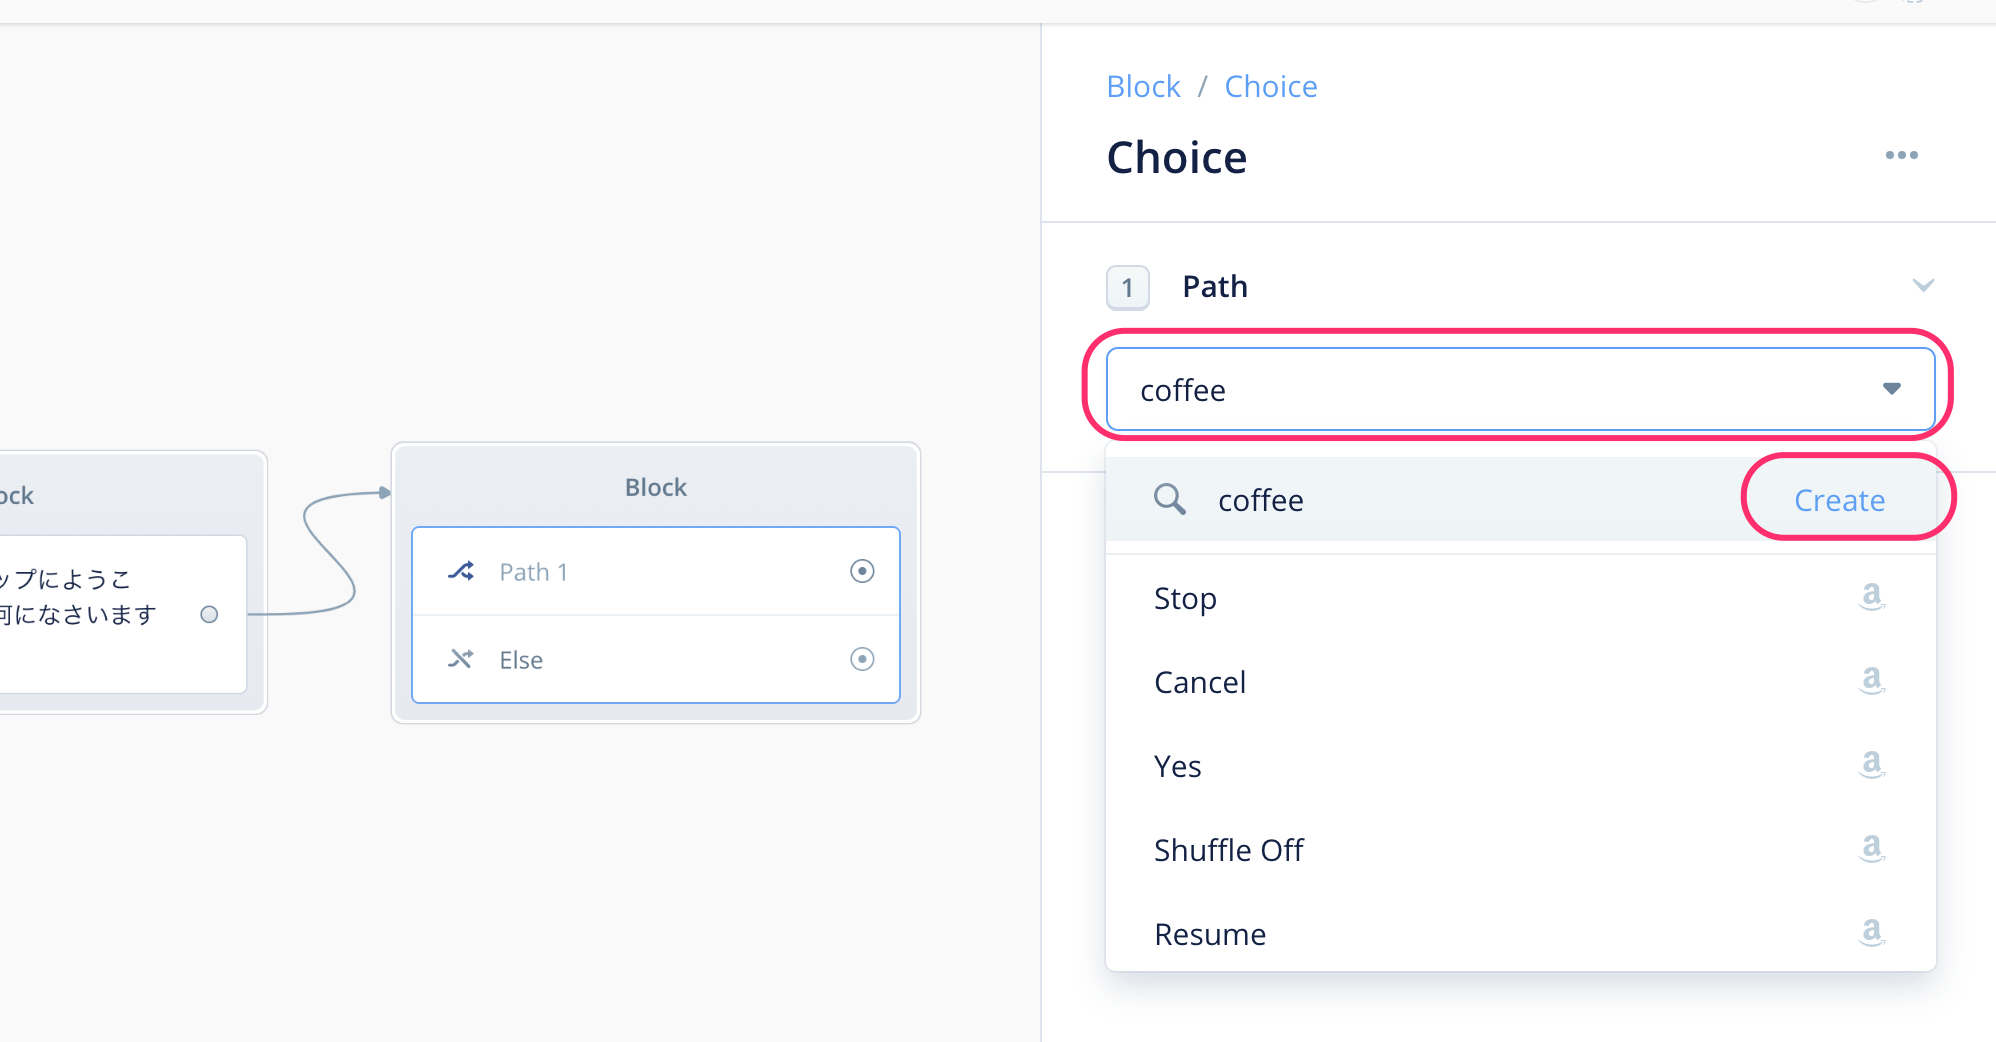 ock
ップにようこ
何になさいます
Block
Path 1
Else
Block / Choice
Choice
1 Path
coffee
coffee Create
Stop
Cancel
Yes
Shuffle Off
Resume